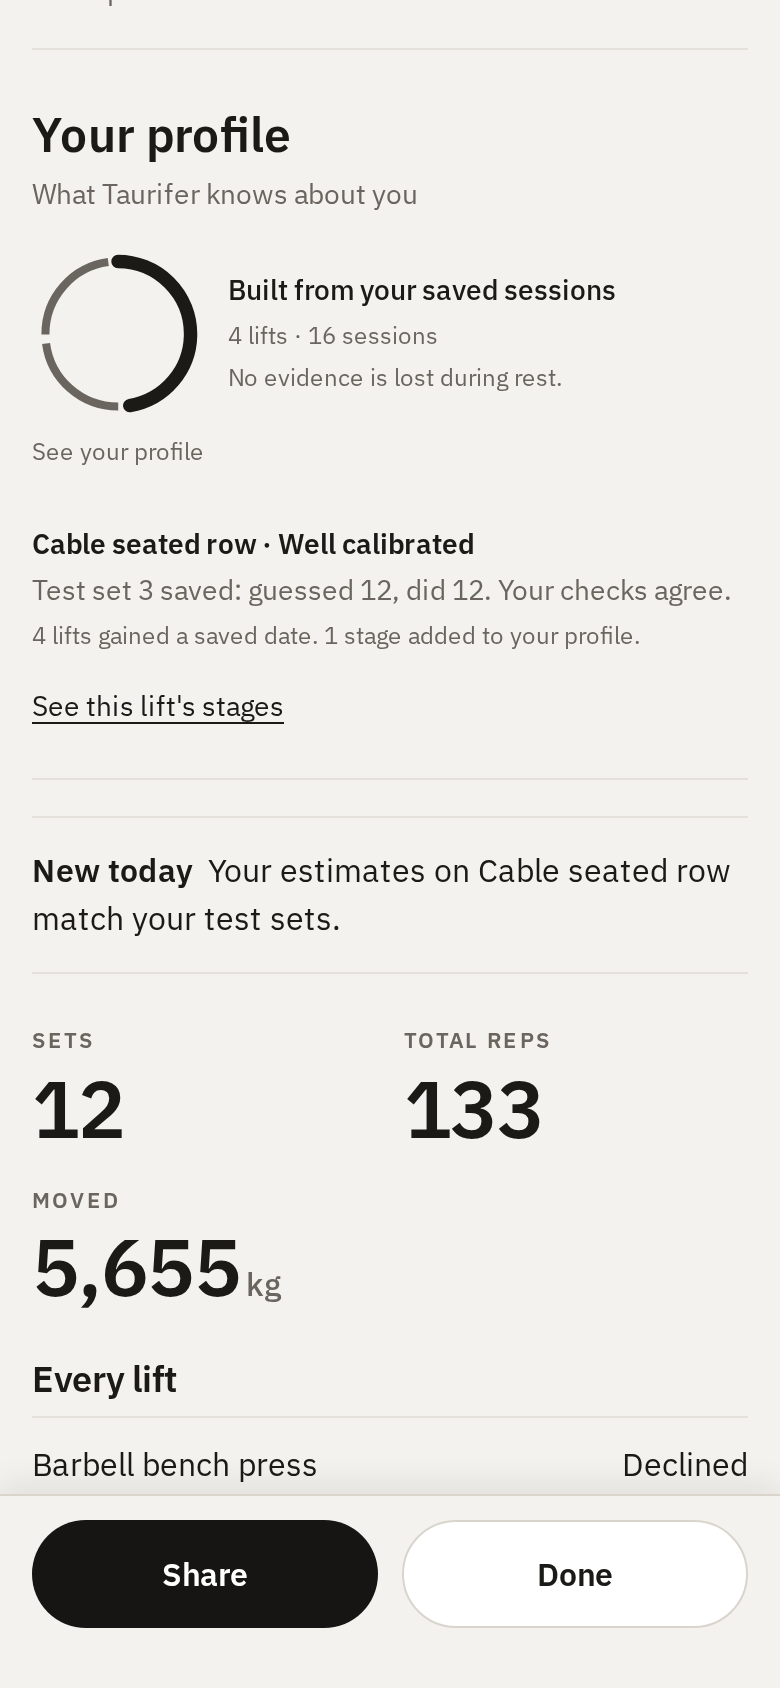 Your profile
What Taurifer knows about you
Built from your saved sessions
4 lifts · 16 sessions
No evidence is lost during rest.
See your profile
Cable seated row · Well calibrated
Test set 3 saved: guessed 12, did 12. Your checks agree.
4 lifts gained a saved date. 1 stage added to your profile.
See this lift's stages
New today Your estimates on Cable seated row
match your test sets.
SETS
TOTAL REPS
12
133
MOVED
5,655 kg
Every lift
Barbell bench press
Declined
Share
Done